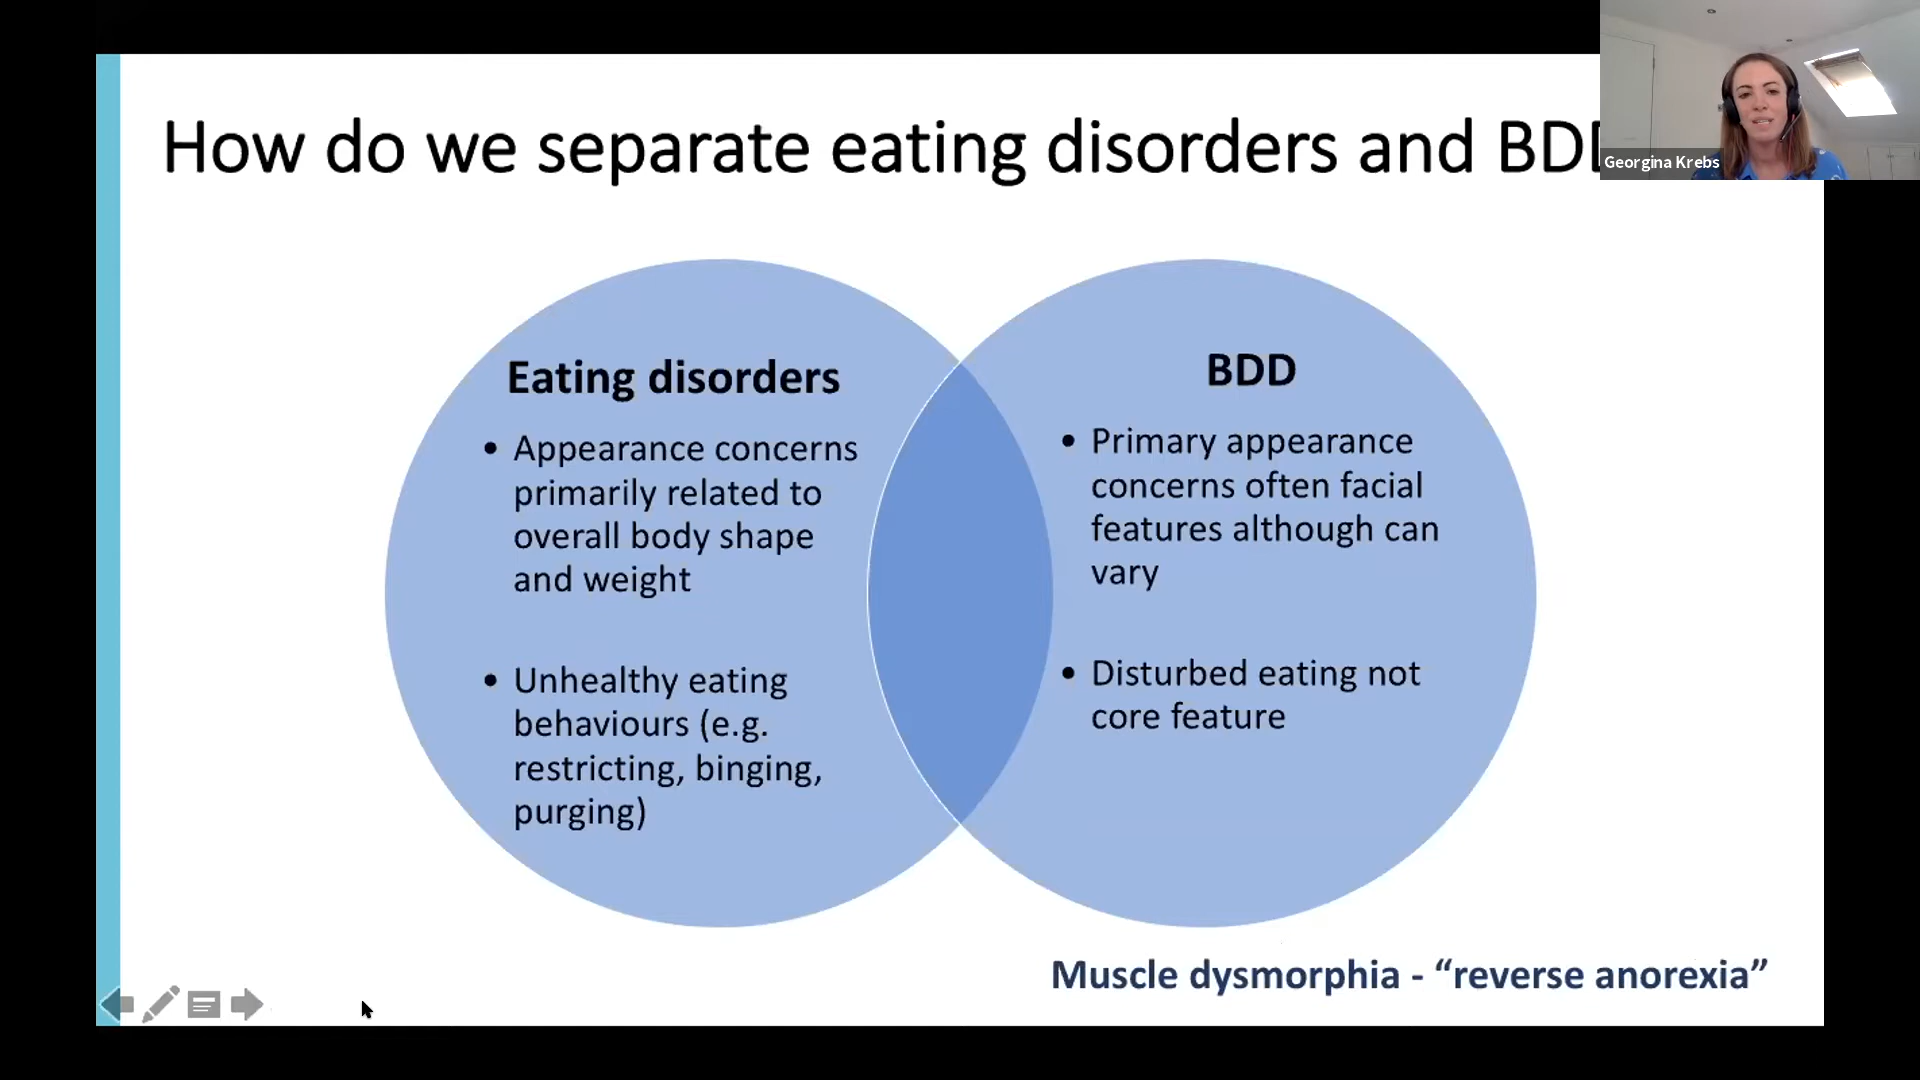 How do we separate eating disorders and BDD
Georgina Krebs
Eating disorders
• Appearance concerns
primarily related to
overall body shape
and weight
• Unhealthy eating
behaviours (e.g.
restricting, binging,
purging)
BDD
• Primary appearance
concerns often facial
features although can
vary
• Disturbed eating not
core feature
Muscle dysmorphia - “reverse anorexia”